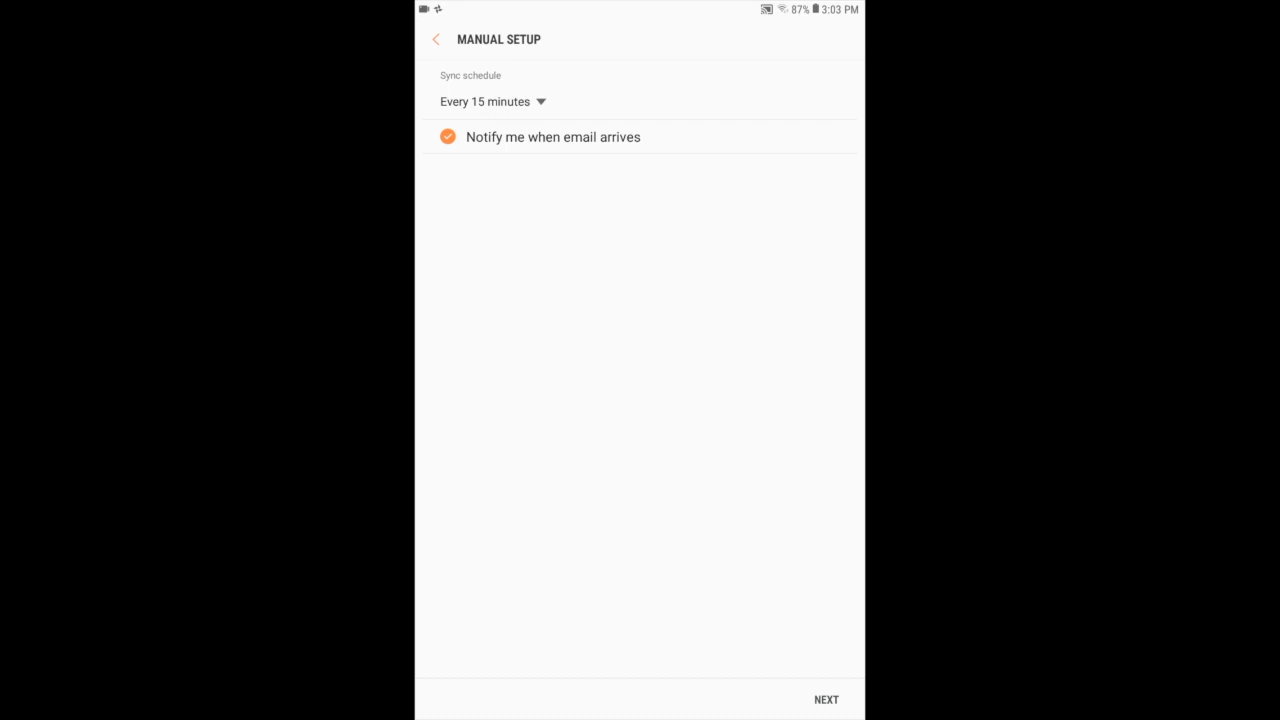 87% 3:03 PM
MANUAL SETUP
Sync schedule
Every 15 minutes
Notify me when email arrives
NEXT